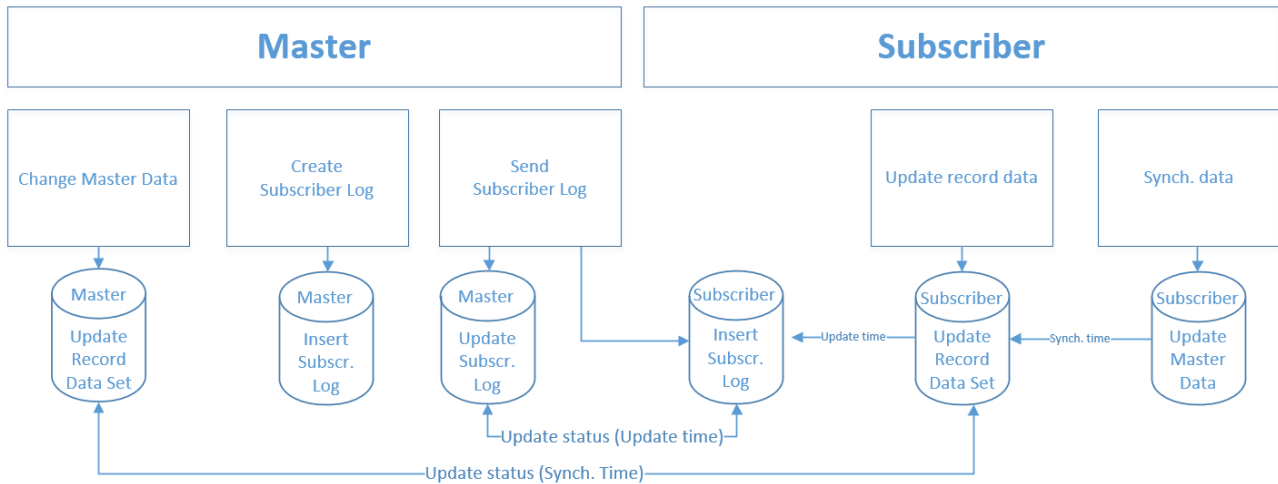 Master
Subscriber
Change Master Data
Create
Subscriber Log
Send
Subscriber Log
Update record data
Synch. data
Master
Update
Record
Data Set
Master
Insert
Subscr.
Log
Master
Update
Subscr.
Log
Subscriber
Insert
Subscr.
Log
Update time
Subscriber
Update
Record
Data Set
Synch. time
Subscriber
Update
Master
Data
Update status (Update time)
Update status (Synch. Time)